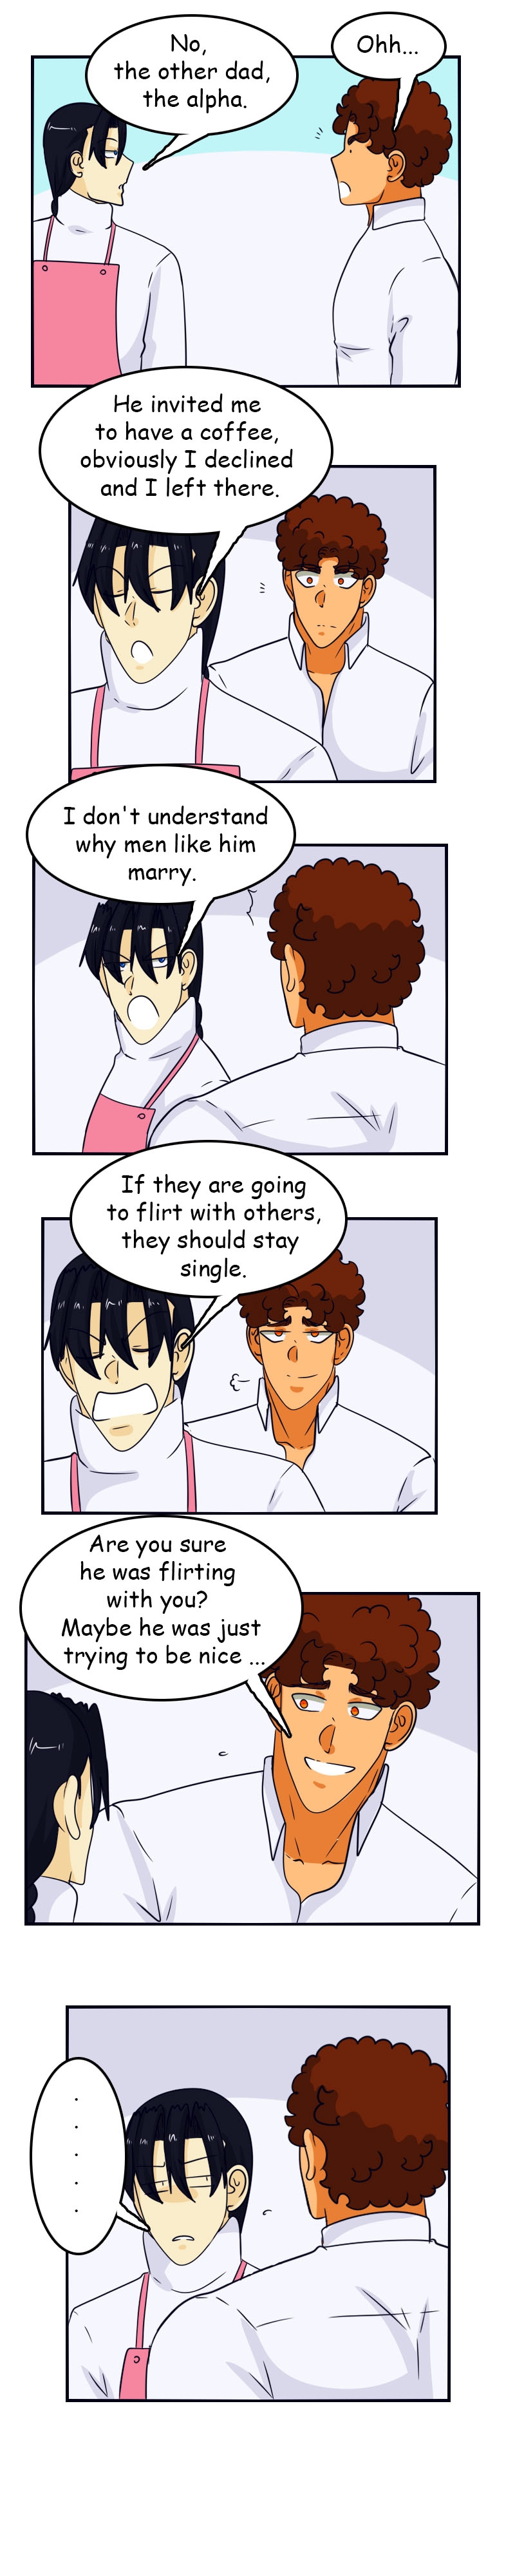 No,
the other dad,
the alpha.
Ohh...
He invited me
to have a coffee,
obviously I declined
and I left there.
I don't understand
why men like him
marry.
If they are going
to flirt with others,
they should stay
single.
Are you sure
he was flirting
with you?
Maybe he was just
trying to be nice ...
.
.
.
.
.